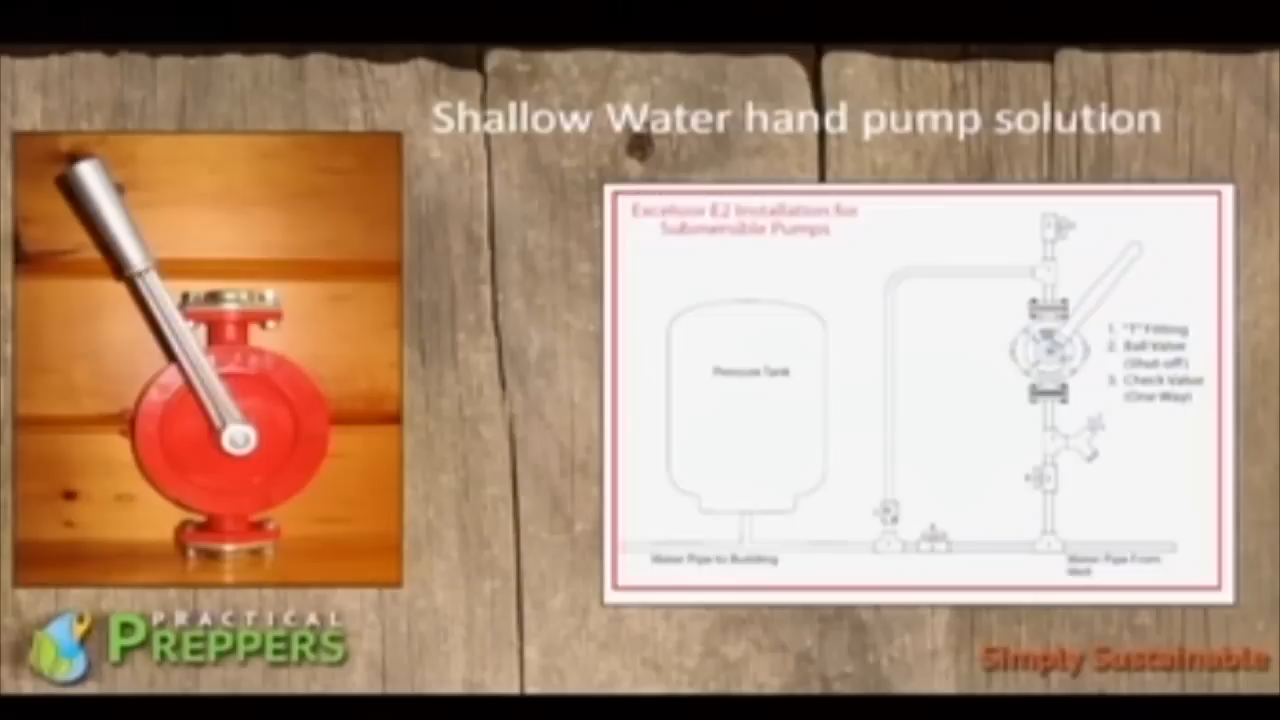 Shallow Water hand pump solution
Excelsior E2 Installation for
Submersible Pumps
Pressure Tank
1. "T" Fitting
2. Ball Valve
(Shut-off)
3. Check Valve
(One Way)
Water Pipe to Building
Water Pipe From
Well
PRACTICAL
PREPPERS
Simply Sustainable